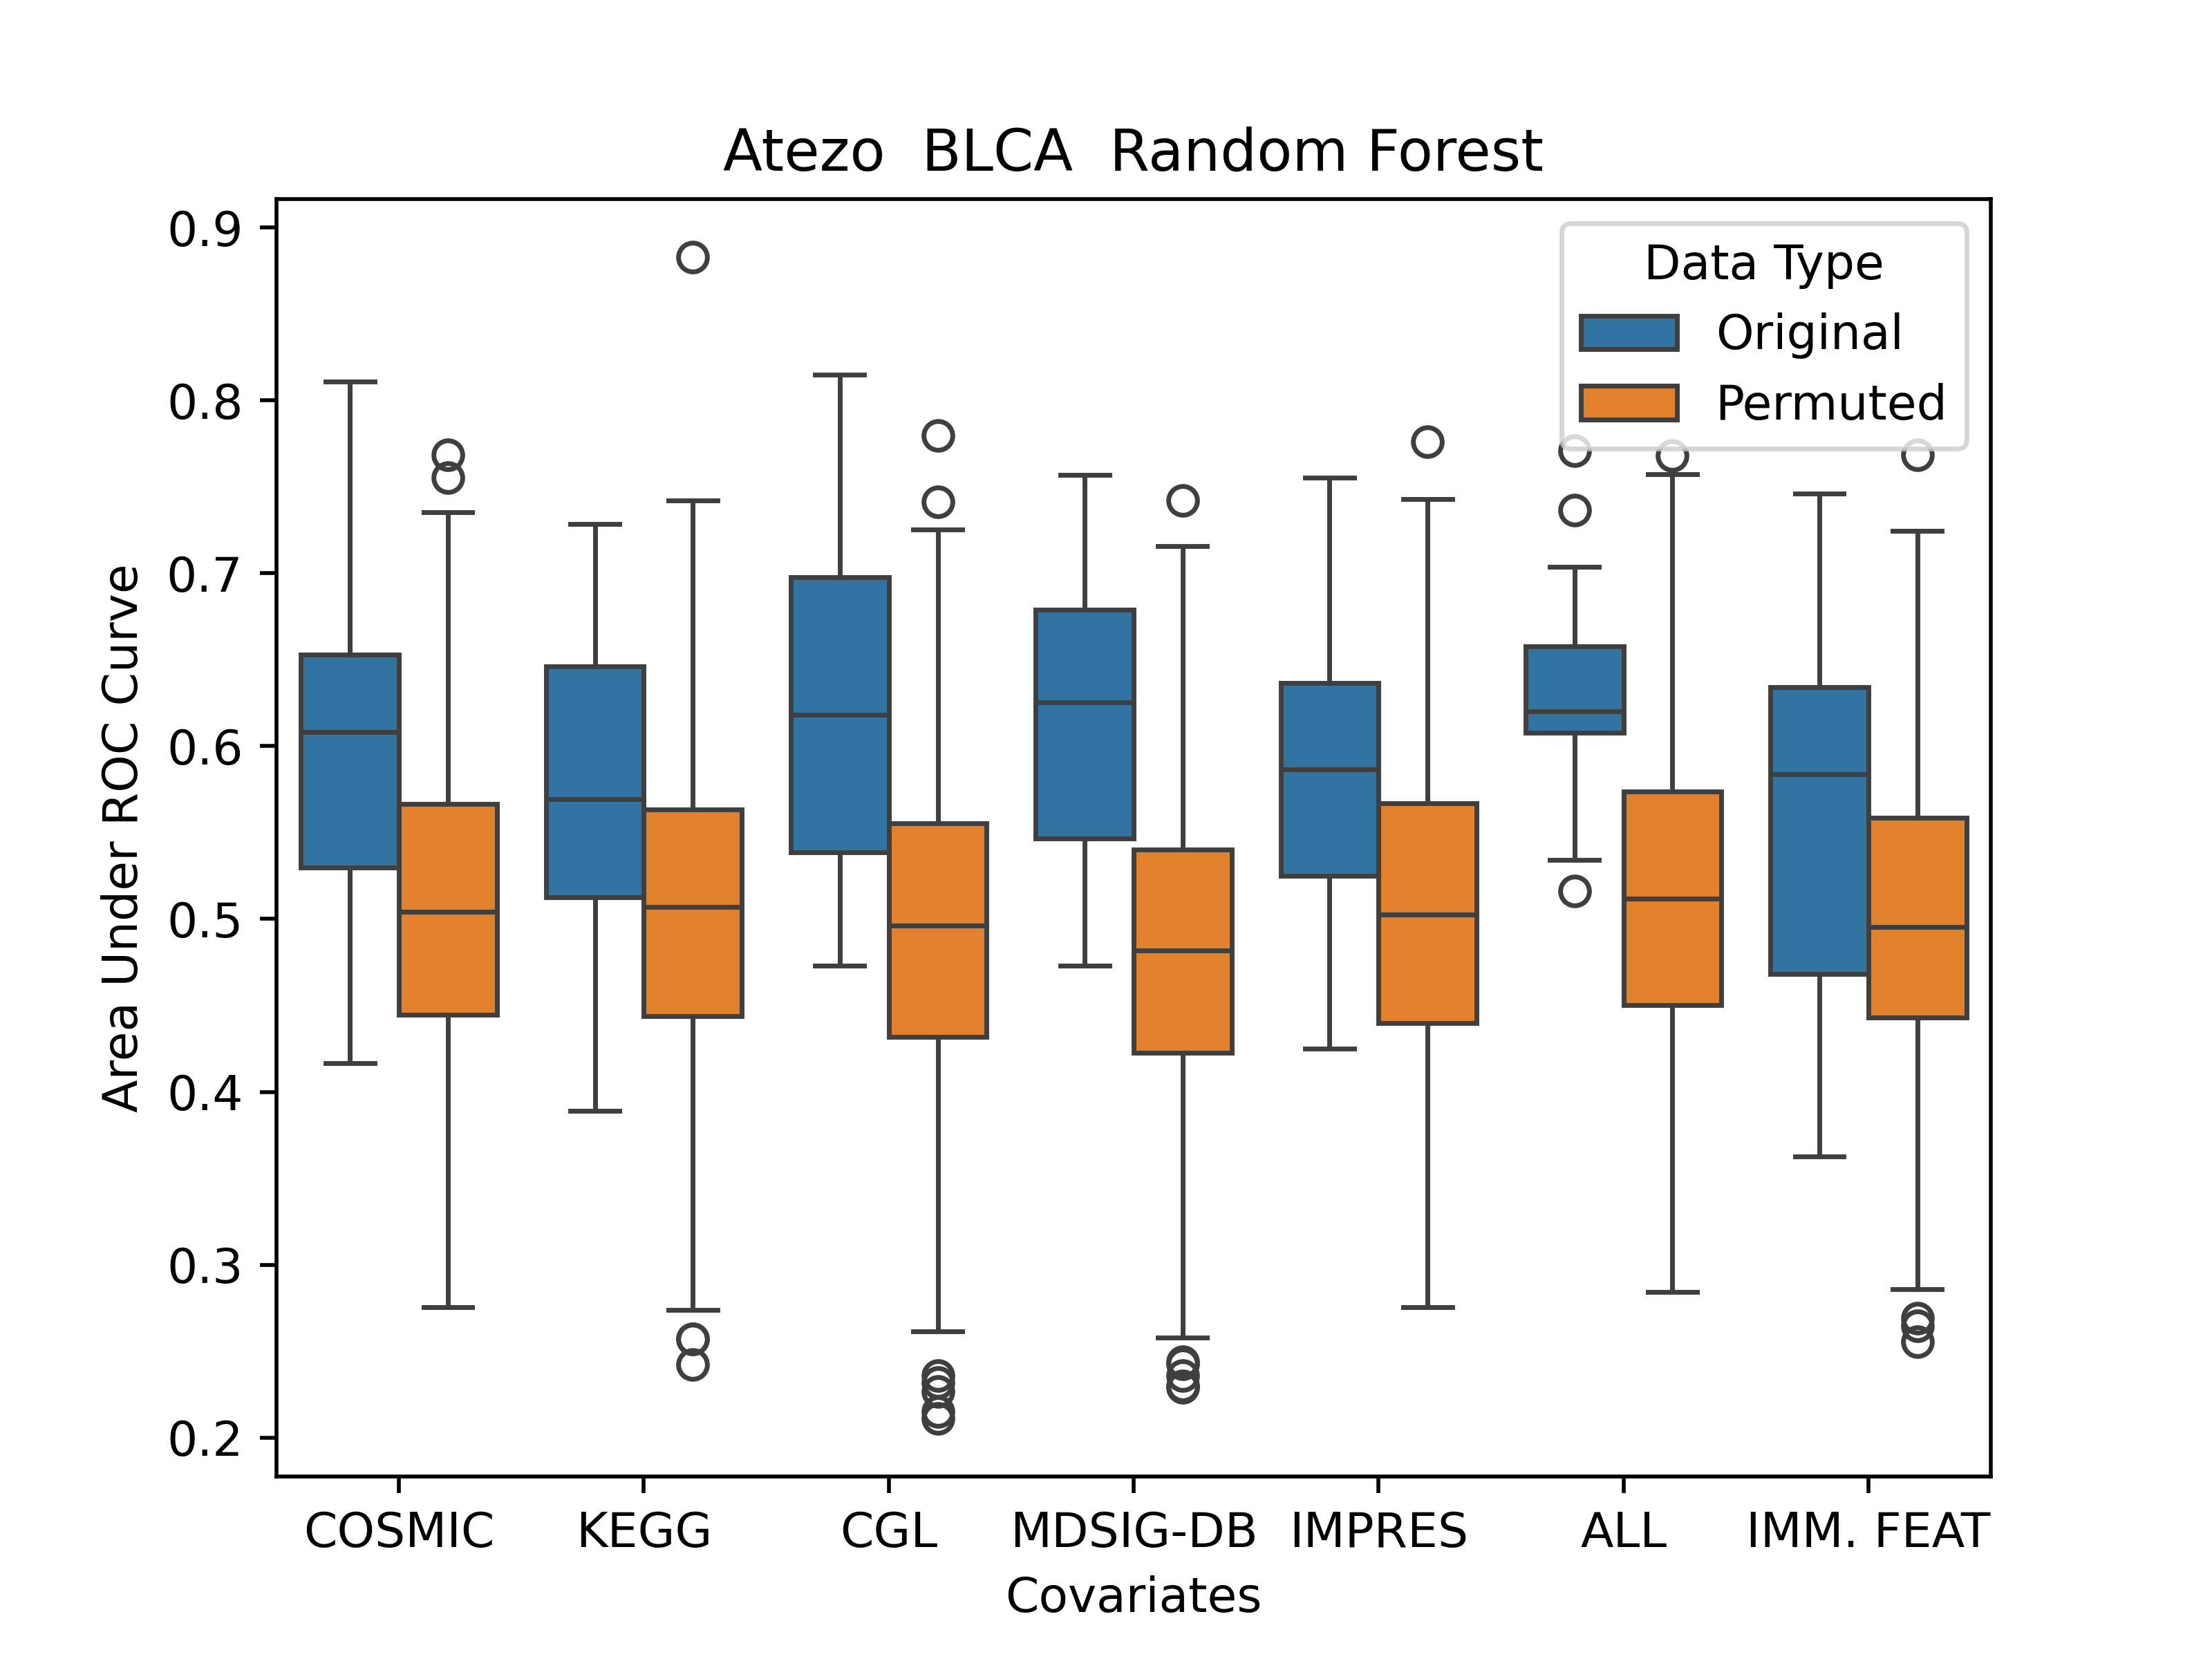 Atezo  BLCA  Random Forest
Data Type
Original
Permuted
Area Under ROC Curve
0.9
0.8
0.7
0.6
0.5
0.4
0.3
0.2
COSMIC KEGG CGL MDSIG-DB IMPRES ALL IMM. FEAT
Covariates